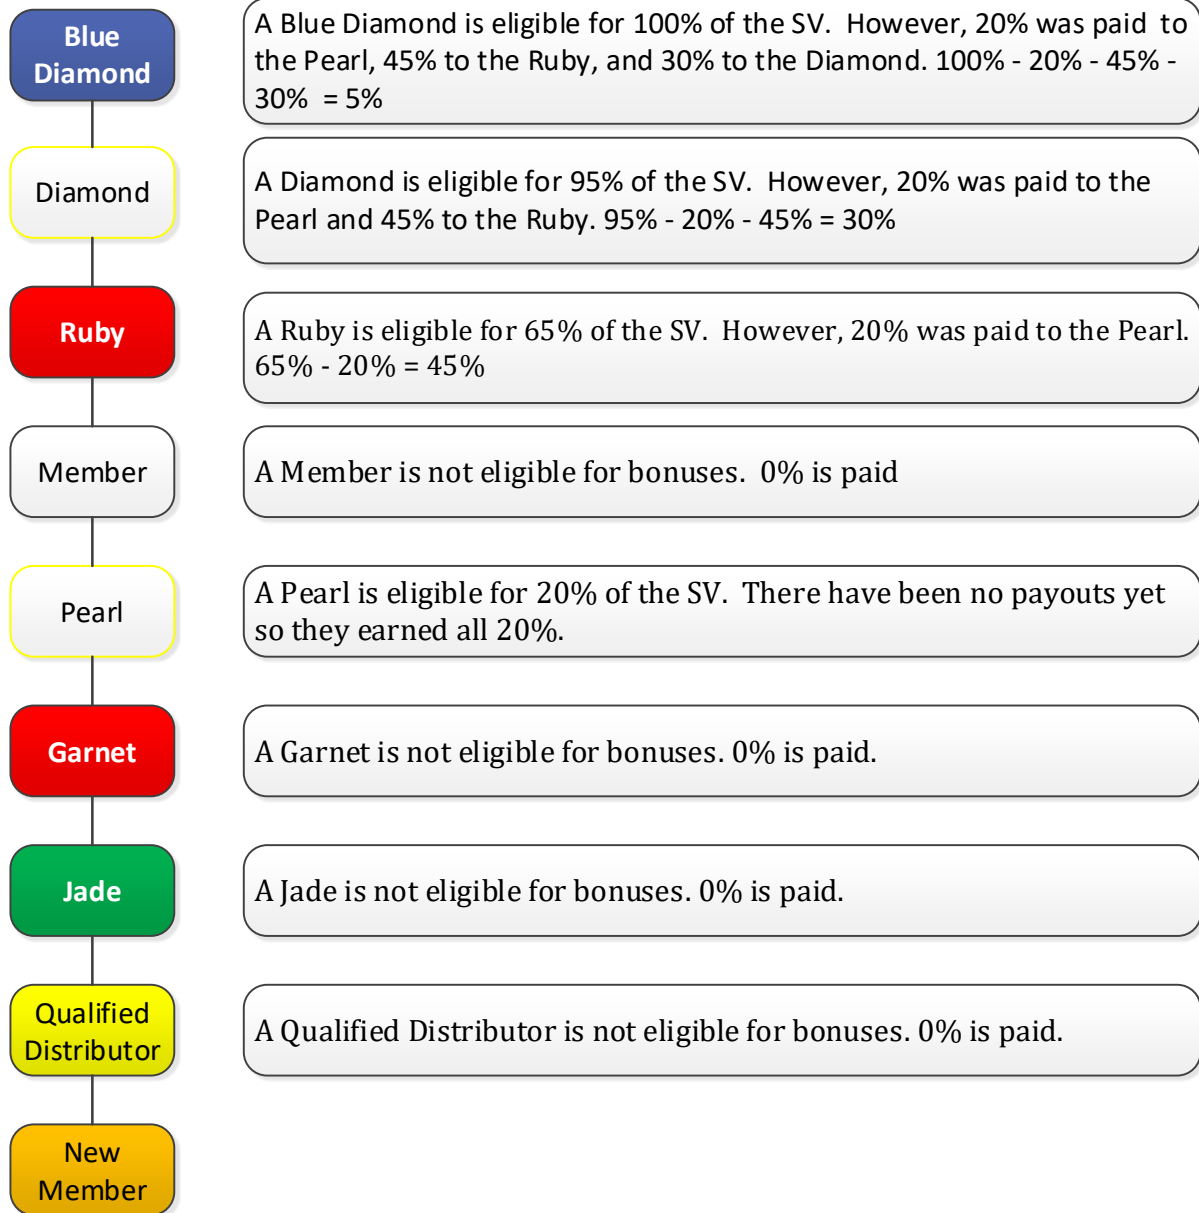 Blue
Diamond
A Blue Diamond is eligible for 100% of the SV.  However, 20% was paid  to
the Pearl, 45% to the Ruby, and 30% to the Diamond. 100% - 20% - 45% -
30%  = 5%
Diamond
A Diamond is eligible for 95% of the SV.  However, 20% was paid to the
Pearl and 45% to the Ruby. 95% - 20% - 45% = 30%
Ruby
A Ruby is eligible for 65% of the SV.  However, 20% was paid to the Pearl.
65% - 20% = 45%
Member
A Member is not eligible for bonuses.  0% is paid
Pearl
A Pearl is eligible for 20% of the SV.  There have been no payouts yet
so they earned all 20%.
Garnet
A Garnet is not eligible for bonuses. 0% is paid.
Jade
A Jade is not eligible for bonuses. 0% is paid.
Qualified
Distributor
A Qualified Distributor is not eligible for bonuses. 0% is paid.
New
Member